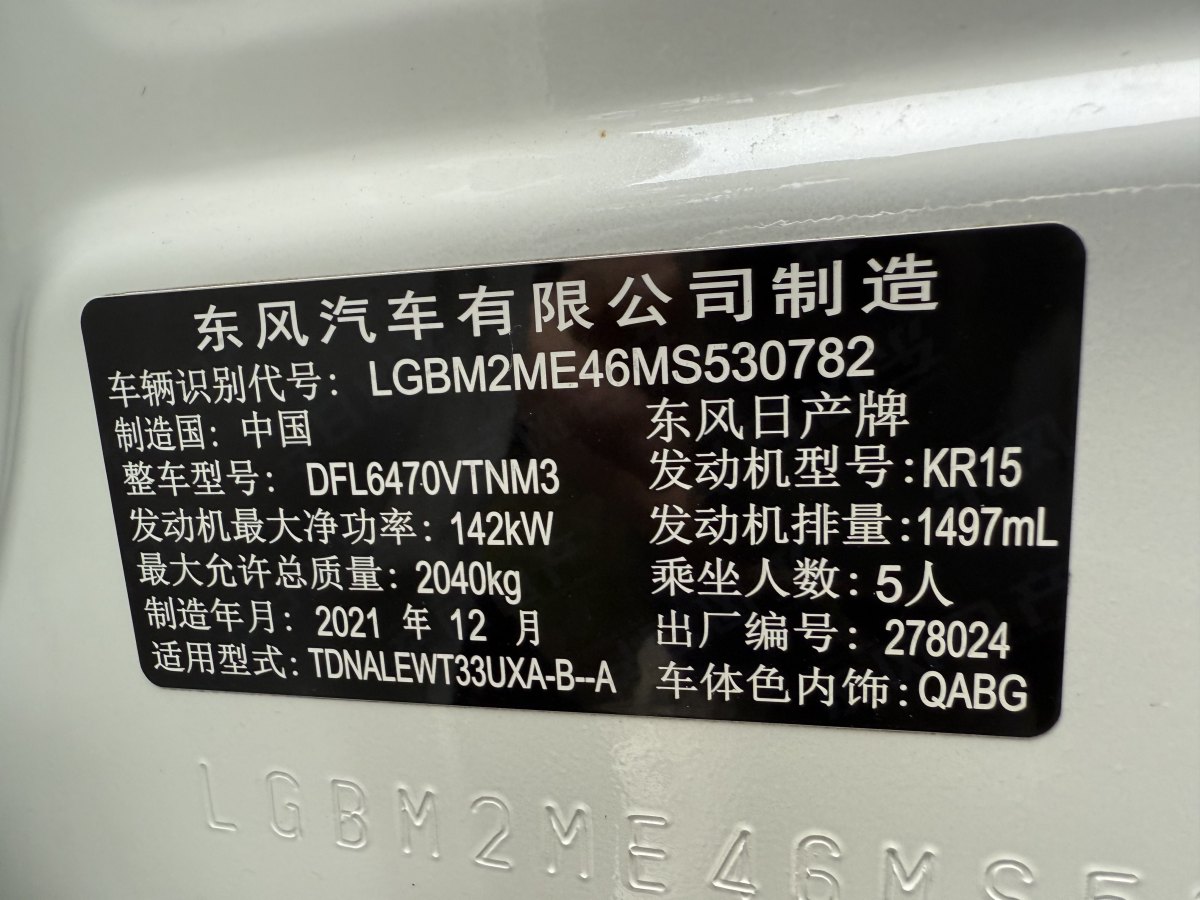 东风汽车有限公司制造
车辆识别代号: LGBM2ME46MS530782
制造国: 中国 东风日产牌
整车型号: DFL6470VTNM3 发动机型号:KR15
发动机最大净功率: 142kW 发动机排量:1497mL
最大允许总质量: 2040kg 乘坐人数: 5人
制造年月: 2021 年 12 月 出厂编号: 278024
适用型式: TDNALEWT33UXA-B--A 车体色内饰:QABG
LGBM2ME46MS5